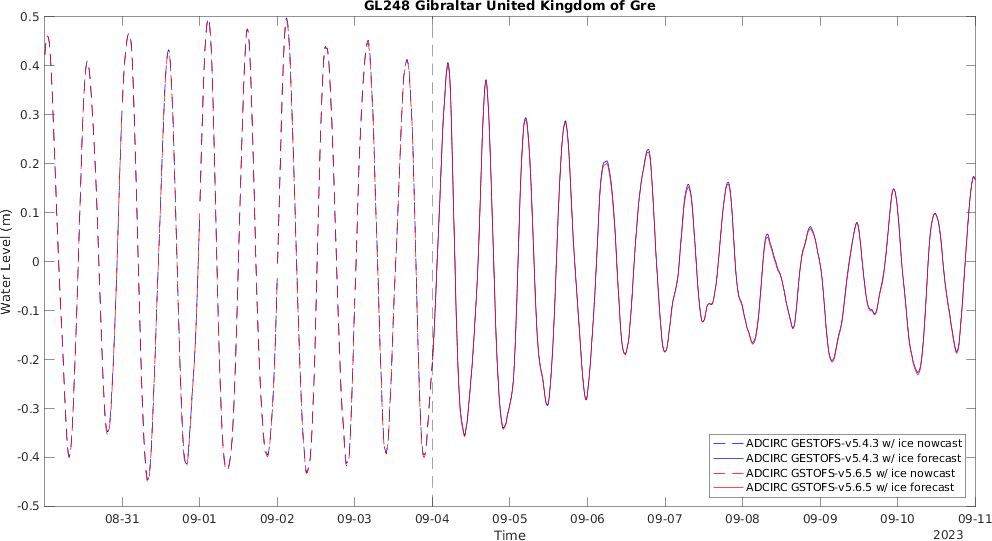 GL248 Gibraltar United Kingdom of Gre
Water Level (m)
0.5
0.4
0.3
0.2
0.1
0
-0.1
-0.2
-0.3
-0.4
-0.5
ADCIRC GESTOFS-v5.4.3 w/ ice nowcast
ADCIRC GESTOFS-v5.4.3 w/ ice forecast
ADCIRC GSTOFS-v5.6.5 w/ ice nowcast
ADCIRC GSTOFS-v5.6.5 w/ ice forecast
08-31 09-01 09-02 09-03 09-04 09-05 09-06 09-07 09-08 09-09 09-10 09-11
Time
2023